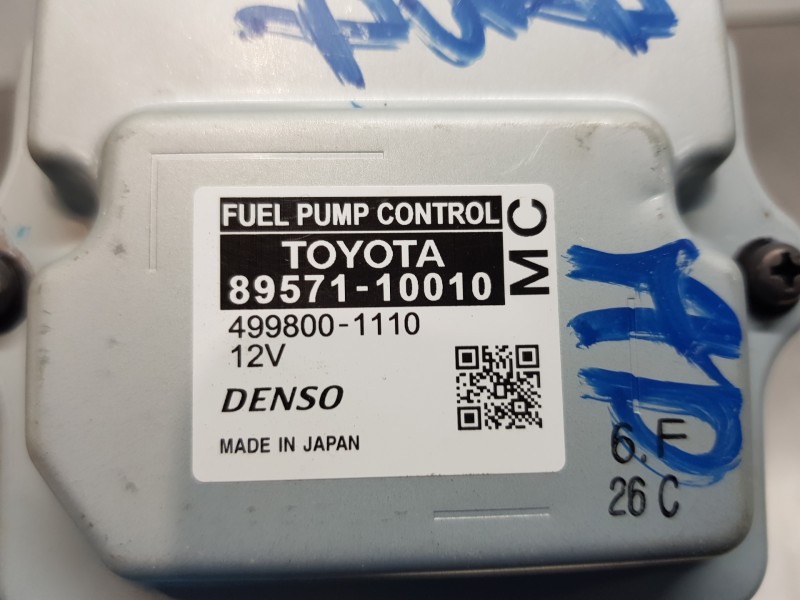 FUEL PUMP CONTROL
MC
TOYOTA
89571-10010
499800-1110
12V
DENSO
MADE IN JAPAN
6.F
26 C